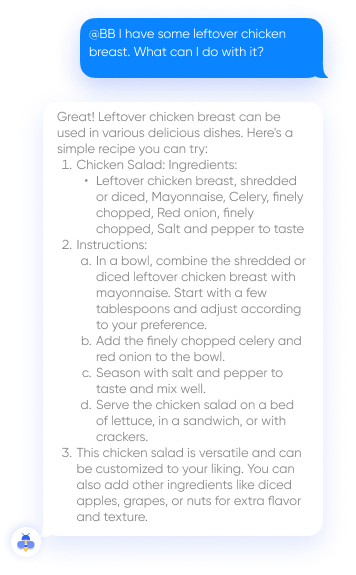 @BB I have some leftover chicken
breast. What can I do with it?
Great! Leftover chicken breast can be
used in various delicious dishes. Here's a
simple recipe you can try:
1. Chicken Salad: Ingredients:
• Leftover chicken breast, shredded
or diced, Mayonnaise, Celery, finely
chopped, Red onion, finely
chopped, Salt and pepper to taste
2. Instructions:
a. In a bowl, combine the shredded or
diced leftover chicken breast with
mayonnaise. Start with a few
tablespoons and adjust according
to your preference.
b. Add the finely chopped celery and
red onion to the bowl.
c. Season with salt and pepper to
taste and mix well.
d. Serve the chicken salad on a bed
of lettuce, in a sandwich, or with
crackers.
3. This chicken salad is versatile and can
be customized to your liking. You can
also add other ingredients like diced
apples, grapes, or nuts for extra flavor
and texture.